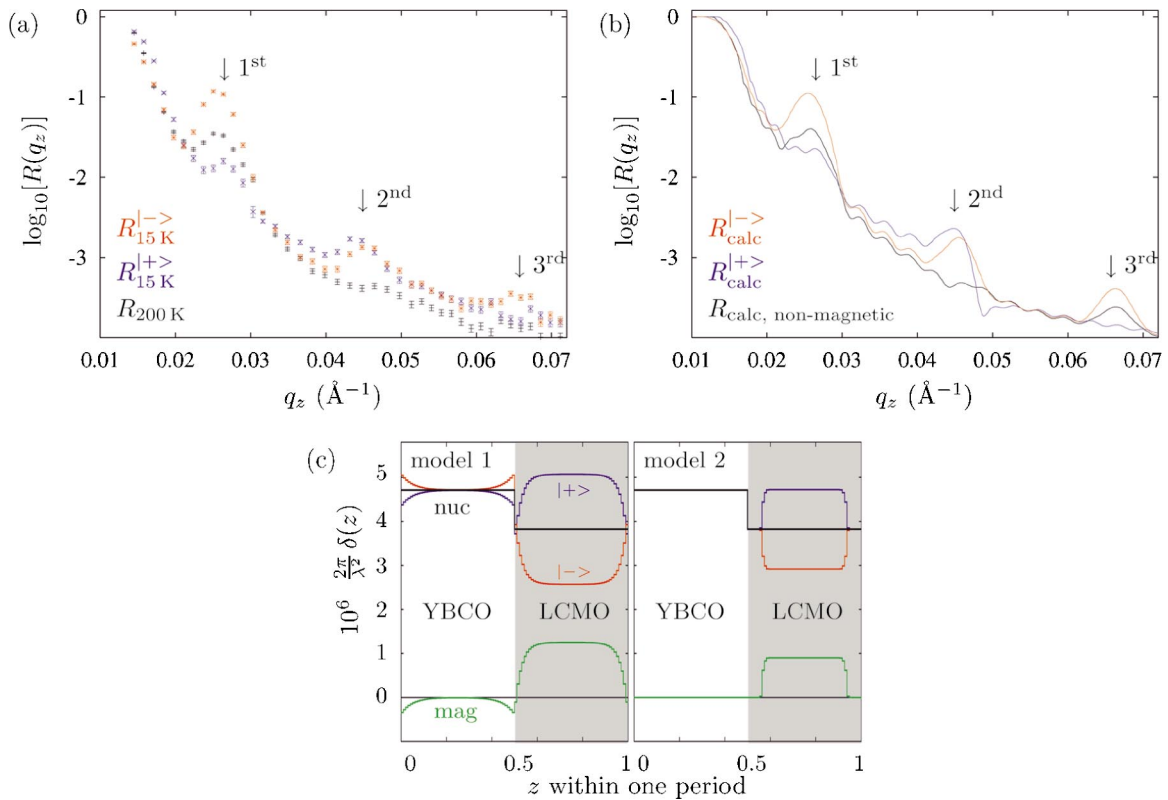 (a)
0
-1
-2
-3
log10[R(qz)]
↓ 1st
↓ 2nd
↓ 3rd
R|->15 K
R|+>15 K
R200 K
0.01 0.02 0.03 0.04 0.05 0.06 0.07
qz (Å−1)
(b)
0
-1
-2
-3
log10[R(qz)]
↓ 1st
↓ 2nd
↓ 3rd
R|->calc
R|+>calc
Rcalc, non-magnetic
0.01 0.02 0.03 0.04 0.05 0.06 0.07
qz (Å−1)
(c)
5
4
3
2
1
0
10^6 2π/λ² δ(z)
model 1
nuc
|+>
|->
YBCO LCMO
mag
0 0.5 1
model 2
YBCO LCMO
0 0.5 1
z within one period